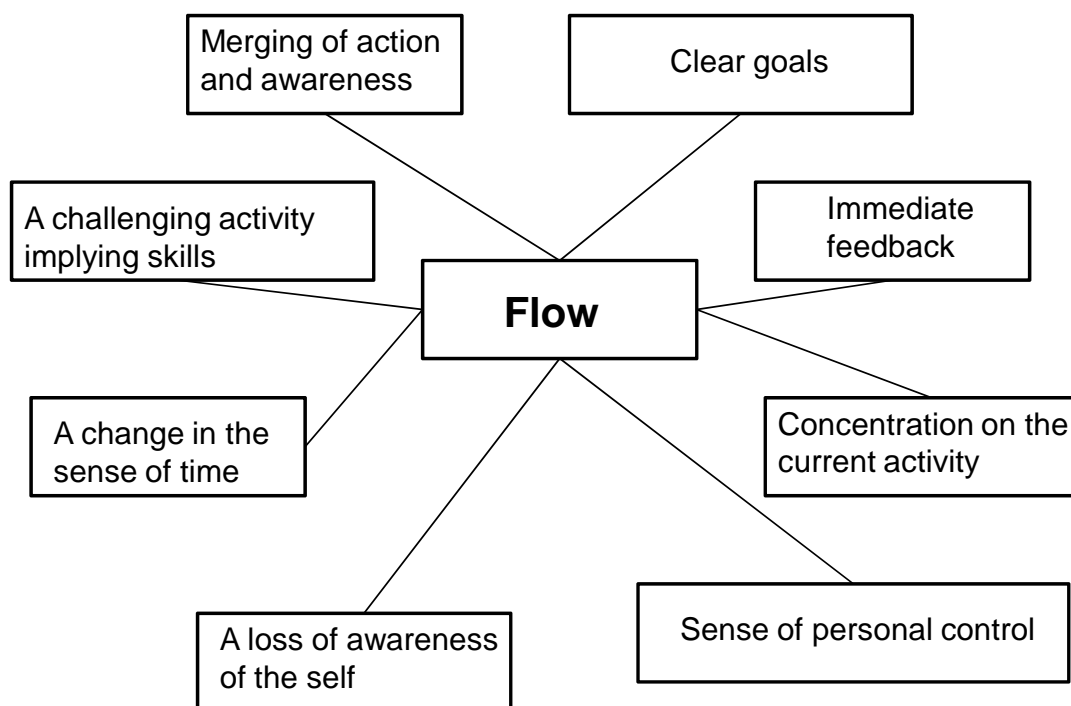 Merging of action
and awareness
Clear goals
A challenging activity
implying skills
Immediate
feedback
Flow
A change in the
sense of time
Concentration on the
current activity
A loss of awareness
of the self
Sense of personal control